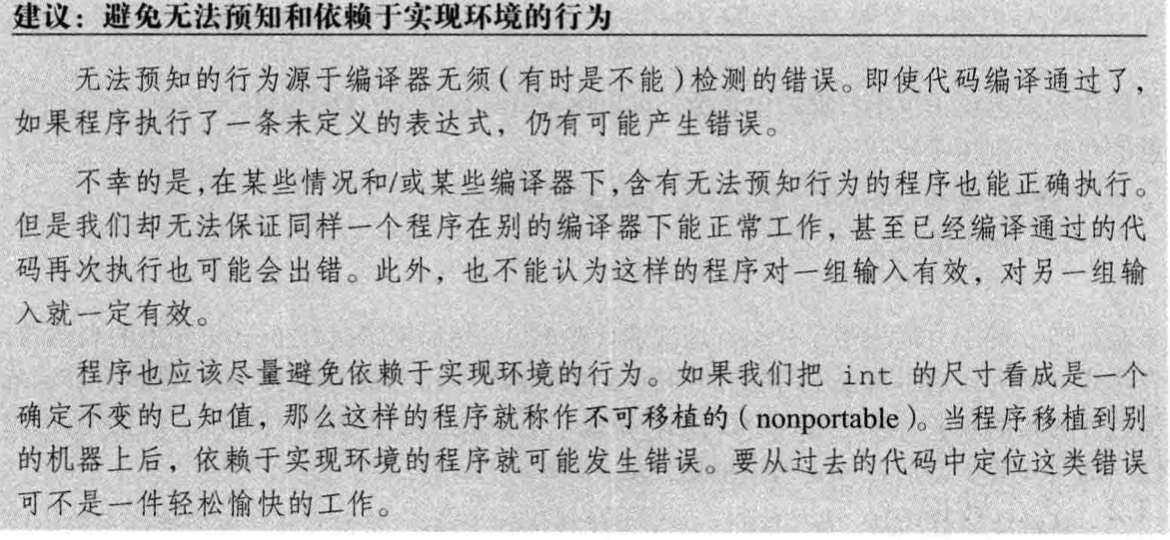 建议：避免无法预知和依赖于实现环境的行为
无法预知的行为源于编译器无须（有时是不能）检测的错误。即使代码编译通过了，
如果程序执行了一条未定义的表达式，仍有可能产生错误。
不幸的是，在某些情况和/或某些编译器下，含有无法预知行为的程序也能正确执行。
但是我们却无法保证同样一个程序在别的编译器下能正常工作，甚至已经编译通过的代
码再次执行也可能会出错。此外，也不能认为这样的程序对一组输入有效，对另一组输
入就一定有效。
程序也应该尽量避免依赖于实现环境的行为。如果我们把 int 的尺寸看成是一个
确定不变的已知值，那么这样的程序就称作不可移植的（nonportable）。当程序移植到别
的机器上后，依赖于实现环境的程序就可能发生错误。要从过去的代码中定位这类错误
可不是一件轻松愉快的工作。